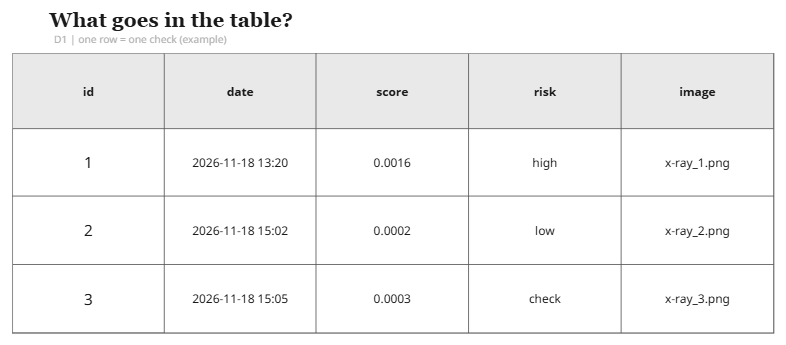 What goes in the table?
D1 | one row = one check (example)
id date score risk image
1 2026-11-18 13:20 0.0016 high x-ray_1.png
2 2026-11-18 15:02 0.0002 low x-ray_2.png
3 2026-11-18 15:05 0.0003 check x-ray_3.png